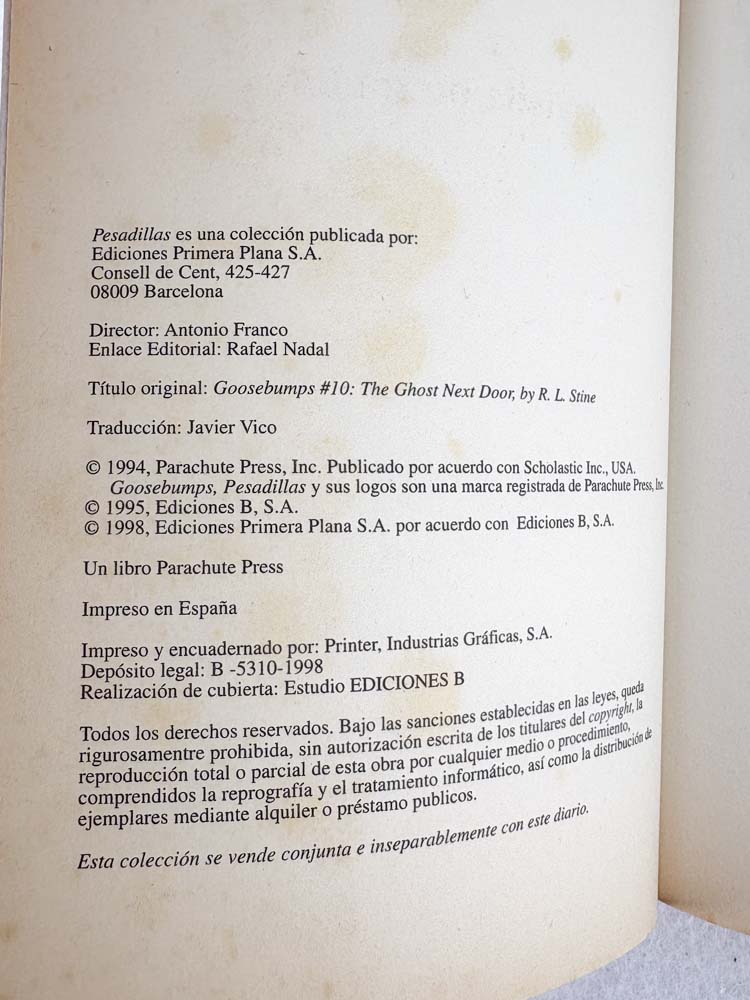 Pesadillas es una colección publicada por:
Ediciones Primera Plana S.A.
Consell de Cent, 425-427
08009 Barcelona
Director: Antonio Franco
Enlace Editorial: Rafael Nadal
Título original: Goosebumps #10: The Ghost Next Door, by R. L. Stine
Traducción: Javier Vico
© 1994, Parachute Press, Inc. Publicado por acuerdo con Scholastic Inc., USA.
Goosebumps, Pesadillas y sus logos son una marca registrada de Parachute Press, Inc.
© 1995, Ediciones B, S.A.
© 1998, Ediciones Primera Plana S.A. por acuerdo con Ediciones B, S.A.
Un libro Parachute Press
Impreso en España
Impreso y encuadernado por: Printer, Industrias Gráficas, S.A.
Depósito legal: B -5310-1998
Realización de cubierta: Estudio EDICIONES B
Todos los derechos reservados. Bajo las sanciones establecidas en las leyes, queda
rigurosamentre prohibida, sin autorización escrita de los titulares del copyright, la
reproducción total o parcial de esta obra por cualquier medio o procedimiento,
comprendidos la reprografía y el tratamiento informático, así como la distribución de
ejemplares mediante alquiler o préstamo publicos.
Esta colección se vende conjunta e inseparablemente con este diario.